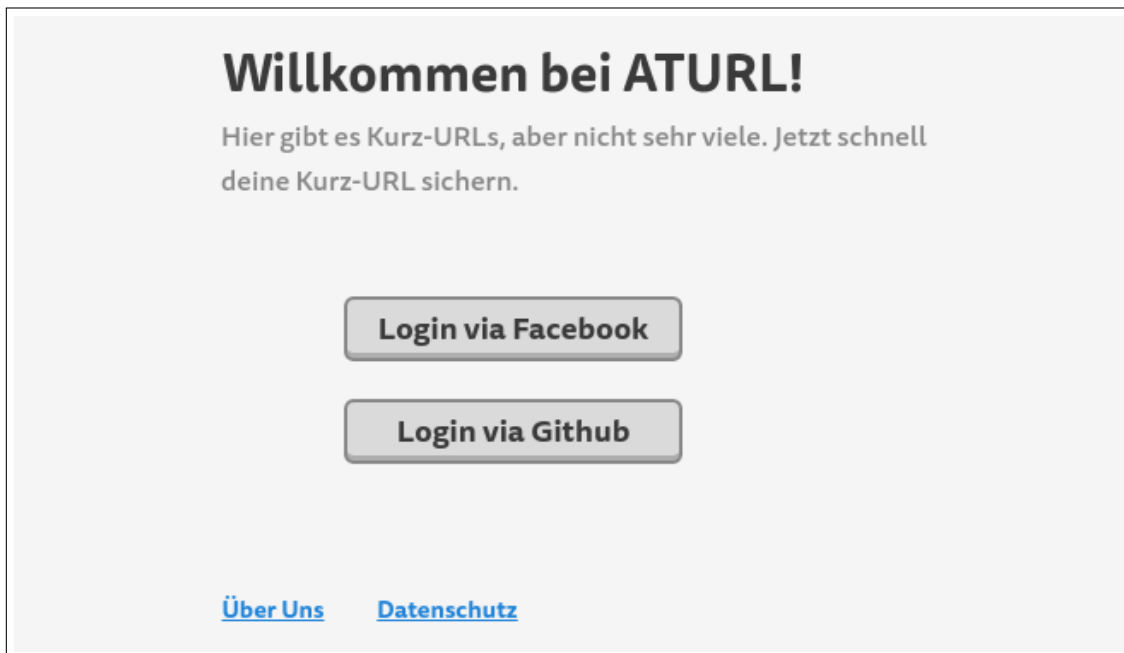 Willkommen bei ATURL!
Hier gibt es Kurz-URLs, aber nicht sehr viele. Jetzt schnell
deine Kurz-URL sichern.
Login via Facebook
Login via Github
Über Uns Datenschutz